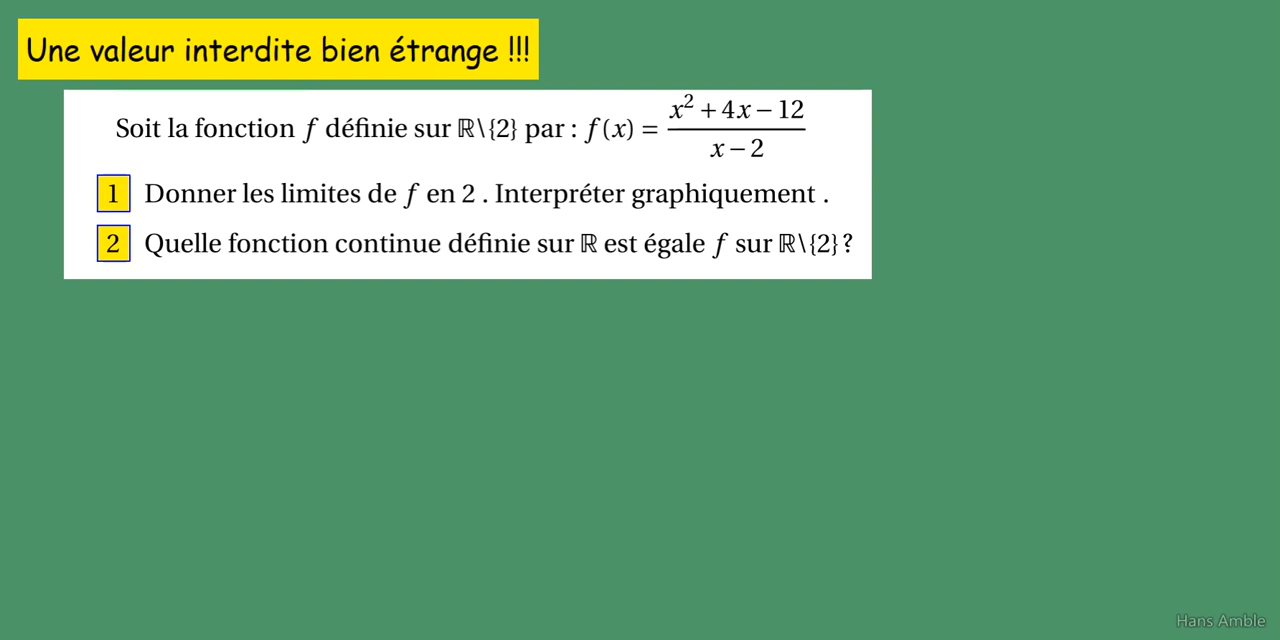 Une valeur interdite bien étrange !!!
Soit la fonction f définie sur ℝ\{2} par : f(x) = (x² + 4x − 12)/(x − 2)
1 Donner les limites de f en 2 . Interpréter graphiquement .
2 Quelle fonction continue définie sur ℝ est égale f sur ℝ\{2} ?
Hans Amble